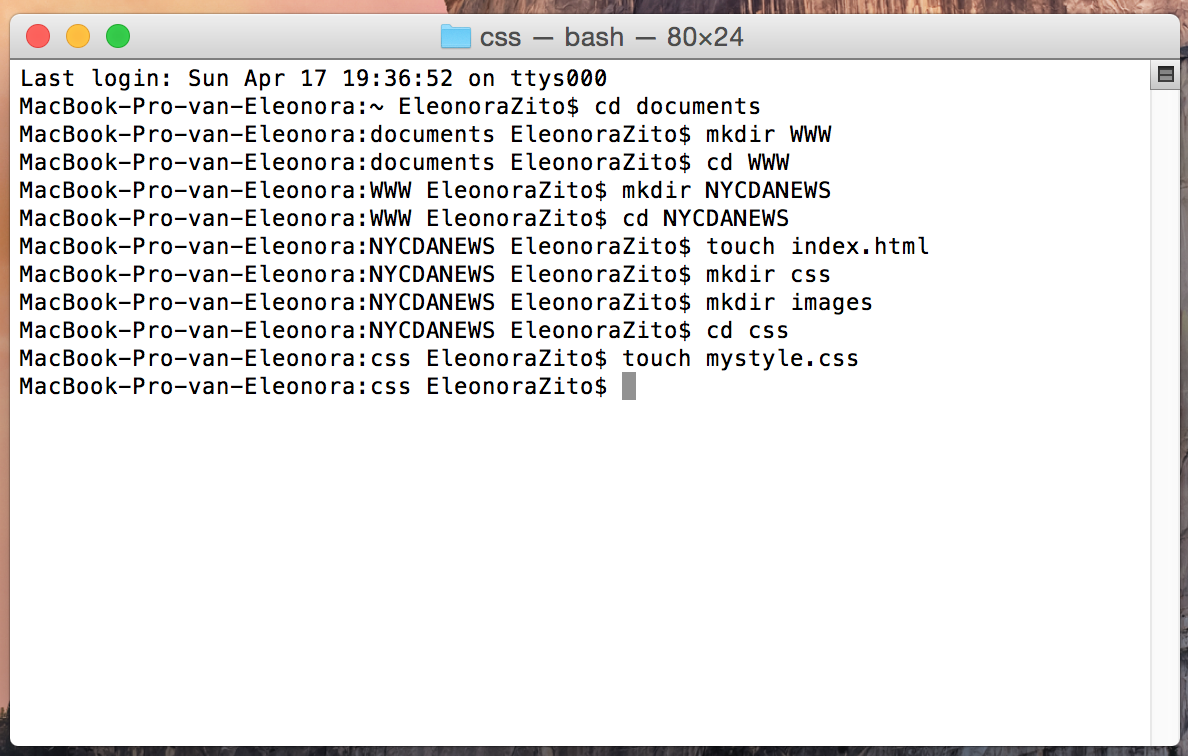 css — bash — 80×24
Last login: Sun Apr 17 19:36:52 on ttys000
MacBook-Pro-van-Eleonora:~ EleonoraZito$ cd documents
MacBook-Pro-van-Eleonora:documents EleonoraZito$ mkdir WWW
MacBook-Pro-van-Eleonora:documents EleonoraZito$ cd WWW
MacBook-Pro-van-Eleonora:WWW EleonoraZito$ mkdir NYCDANEWS
MacBook-Pro-van-Eleonora:WWW EleonoraZito$ cd NYCDANEWS
MacBook-Pro-van-Eleonora:NYCDANEWS EleonoraZito$ touch index.html
MacBook-Pro-van-Eleonora:NYCDANEWS EleonoraZito$ mkdir css
MacBook-Pro-van-Eleonora:NYCDANEWS EleonoraZito$ mkdir images
MacBook-Pro-van-Eleonora:NYCDANEWS EleonoraZito$ cd css
MacBook-Pro-van-Eleonora:css EleonoraZito$ touch mystyle.css
MacBook-Pro-van-Eleonora:css EleonoraZito$